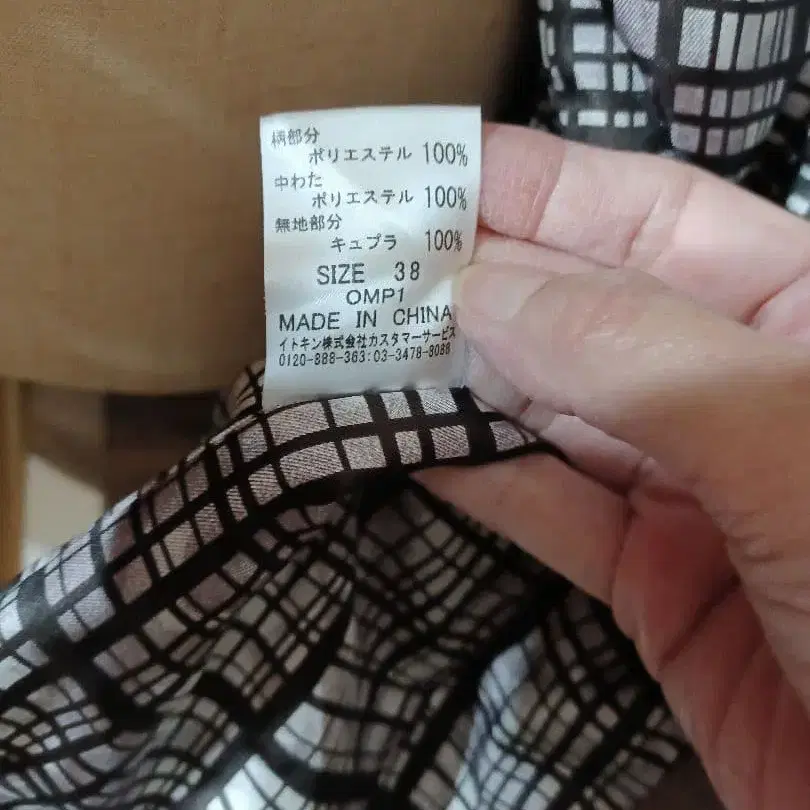 柄部分
ポリエステル 100%
中わた
ポリエステル 100%
無地部分
キュプラ 100%
SIZE 38
OMP1
MADE IN CHINA
イトキン株式会社カスタマーサービス
0120-888-363:03-3478-8088